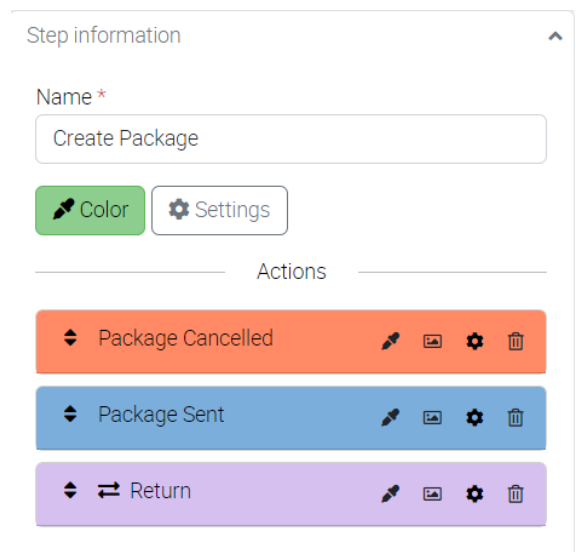 Step information
Name *
Create Package
Color Settings
Actions
Package Cancelled
Package Sent
Return